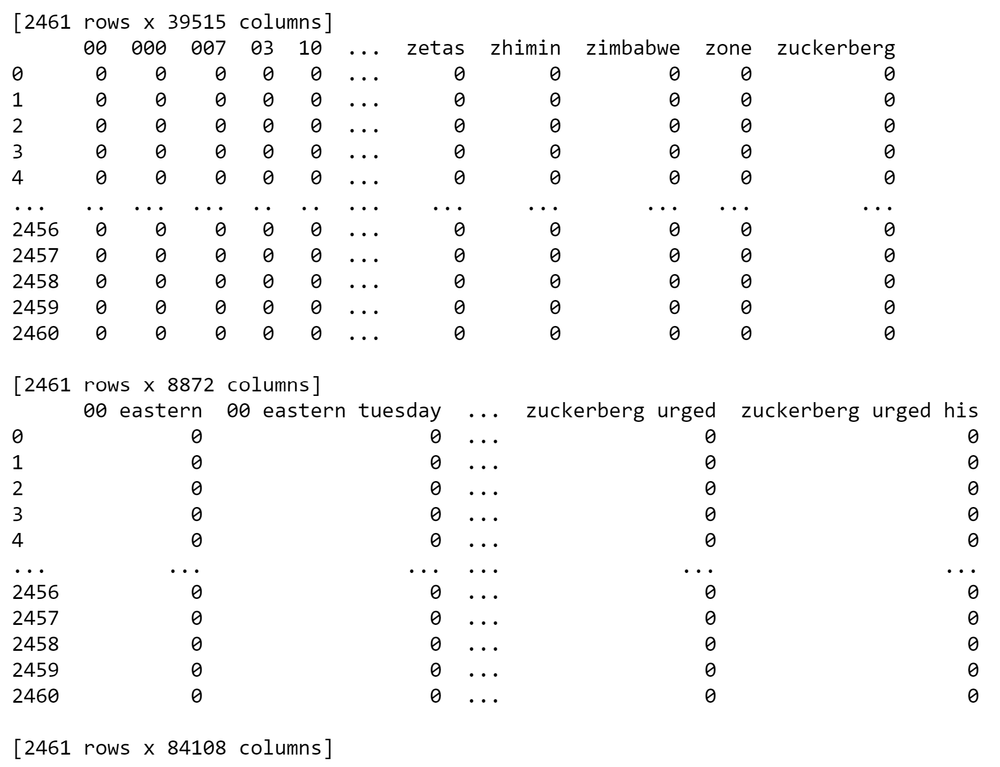 [2461 rows x 39515 columns]
      00  000  007  03  10  ...  zetas  zhimin  zimbabwe  zone  zuckerberg
0      0    0    0   0   0  ...      0       0         0     0           0
1      0    0    0   0   0  ...      0       0         0     0           0
2      0    0    0   0   0  ...      0       0         0     0           0
3      0    0    0   0   0  ...      0       0         0     0           0
4      0    0    0   0   0  ...      0       0         0     0           0
...   ..  ...  ...  ..  ..  ...    ...     ...       ...   ...         ...
2456   0    0    0   0   0  ...      0       0         0     0           0
2457   0    0    0   0   0  ...      0       0         0     0           0
2458   0    0    0   0   0  ...      0       0         0     0           0
2459   0    0    0   0   0  ...      0       0         0     0           0
2460   0    0    0   0   0  ...      0       0         0     0           0

[2461 rows x 8872 columns]
      00 eastern  00 eastern tuesday  ...  zuckerberg urged  zuckerberg urged his
0              0                   0  ...                 0                     0
1              0                   0  ...                 0                     0
2              0                   0  ...                 0                     0
3              0                   0  ...                 0                     0
4              0                   0  ...                 0                     0
...          ...                 ...  ...               ...                   ...
2456           0                   0  ...                 0                     0
2457           0                   0  ...                 0                     0
2458           0                   0  ...                 0                     0
2459           0                   0  ...                 0                     0
2460           0                   0  ...                 0                     0

[2461 rows x 84108 columns]